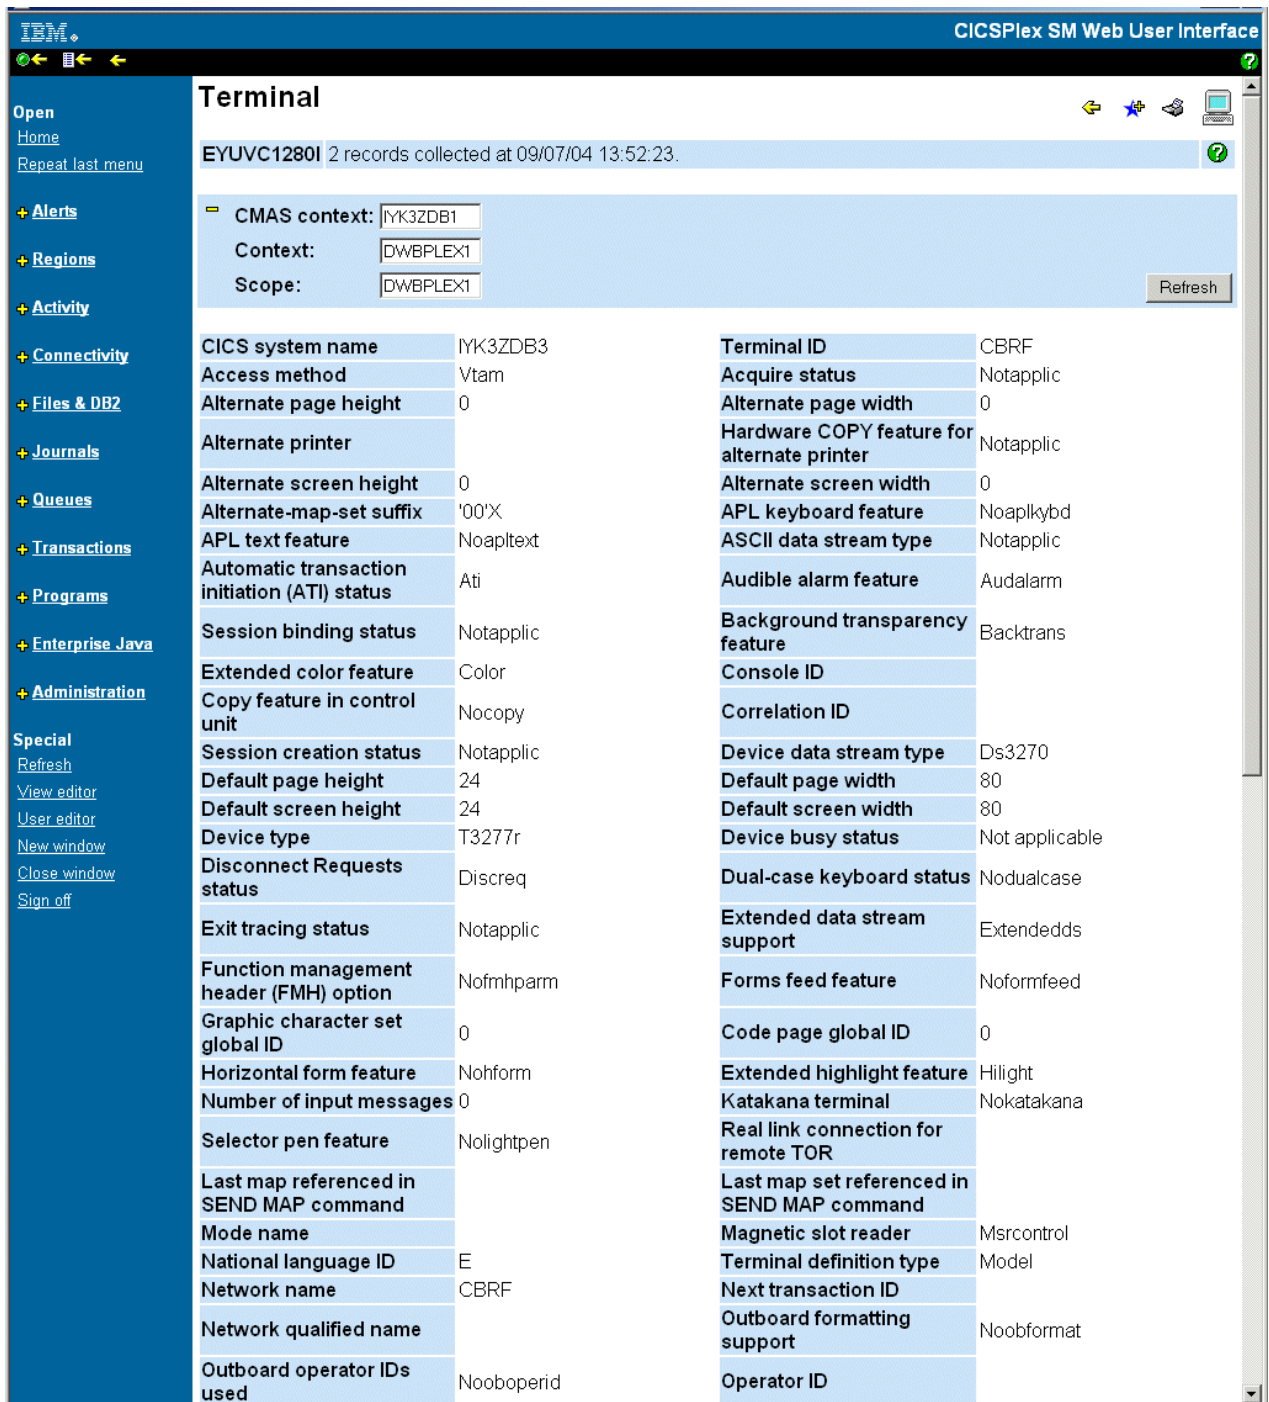 IBM.
CICSPlex SM Web User Interface
Open
Home
Repeat last menu
Alerts
Regions
Activity
Connectivity
Files & DB2
Journals
Queues
Transactions
Programs
Enterprise Java
Administration
Special
Refresh
View editor
User editor
New window
Close window
Sign off
Terminal
EYUVC1280I 2 records collected at 09/07/04 13:52:23.
CMAS context: IYK3ZDB1
Context: DWBPLEX1
Scope: DWBPLEX1
Refresh
CICS system name IYK3ZDB3 Terminal ID CBRF
Access method Vtam Acquire status Notapplic
Alternate page height 0 Alternate page width 0
Alternate printer Hardware COPY feature for
alternate printer Notapplic
Alternate screen height 0 Alternate screen width 0
Alternate-map-set suffix '00'X APL keyboard feature Noaplkybd
APL text feature Noapltext ASCII data stream type Notapplic
Automatic transaction
initiation (ATI) status Ati Audible alarm feature Audalarm
Session binding status Notapplic Background transparency
feature Backtrans
Extended color feature Color Console ID
Copy feature in control
unit Nocopy Correlation ID
Session creation status Notapplic Device data stream type Ds3270
Default page height 24 Default page width 80
Default screen height 24 Default screen width 80
Device type T3277r Device busy status Not applicable
Disconnect Requests
status Discreq Dual-case keyboard status Nodualcase
Exit tracing status Notapplic Extended data stream
support Extendedds
Function management
header (FMH) option Nofmhparm Forms feed feature Noformfeed
Graphic character set
global ID 0 Code page global ID 0
Horizontal form feature Nohform Extended highlight feature Hilight
Number of input messages 0 Katakana terminal Nokatakana
Selector pen feature Nolightpen Real link connection for
remote TOR
Last map referenced in Last map set referenced in
SEND MAP command SEND MAP command
Mode name Magnetic slot reader Msrcontrol
National language ID E Terminal definition type Model
Network name CBRF Next transaction ID
Network qualified name Outboard formatting
support Noobformat
Outboard operator IDs
used Nooboperid Operator ID